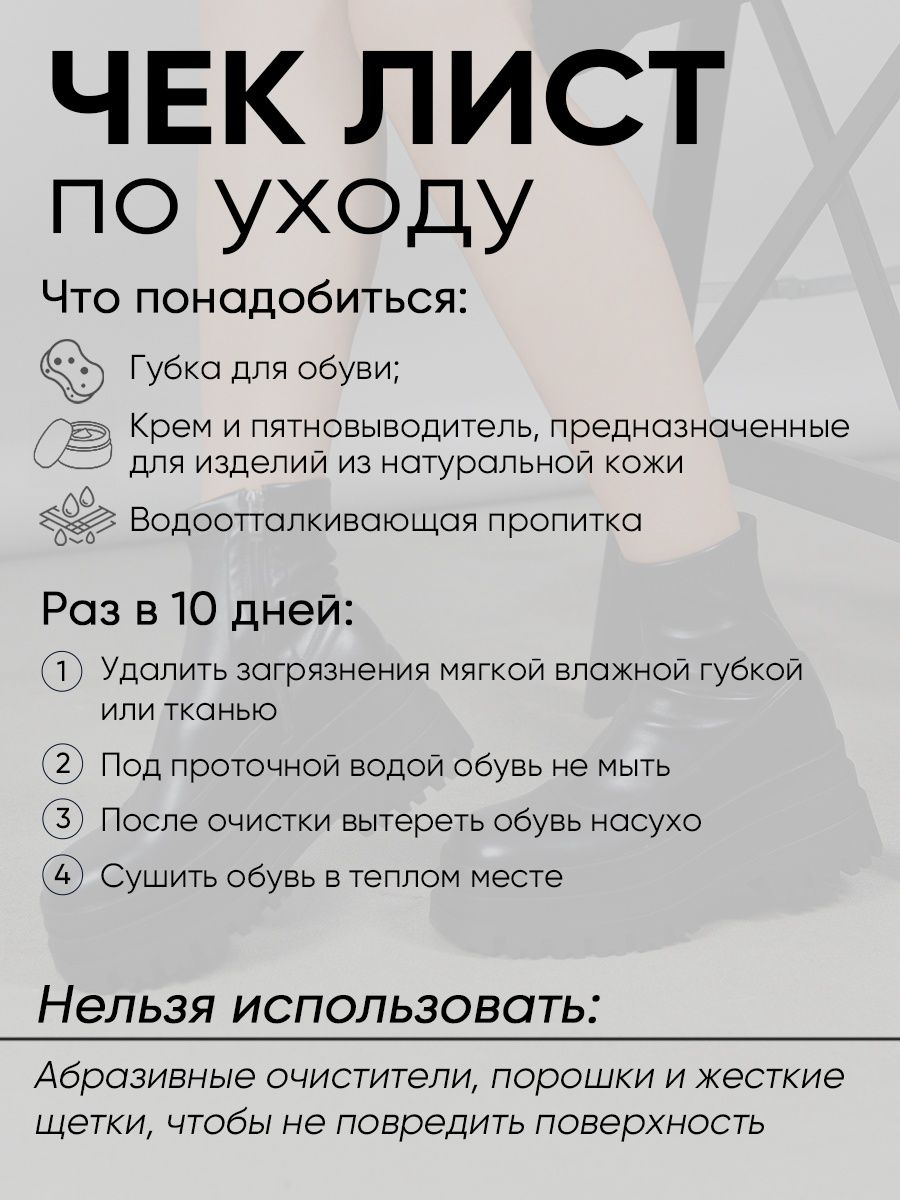 ЧЕК ЛИСТ
по уходу
Что понадобиться:
Губка для обуви;
Крем и пятновыводитель, предназначенные
для изделий из натуральной кожи
Водоотталкивающая пропитка
Раз в 10 дней:
1 Удалить загрязнения мягкой влажной губкой
или тканью
2 Под проточной водой обувь не мыть
3 После очистки вытереть обувь насухо
4 Сушить обувь в теплом месте
Нельзя использовать:
Абразивные очистители, порошки и жесткие
щетки, чтобы не повредить поверхность